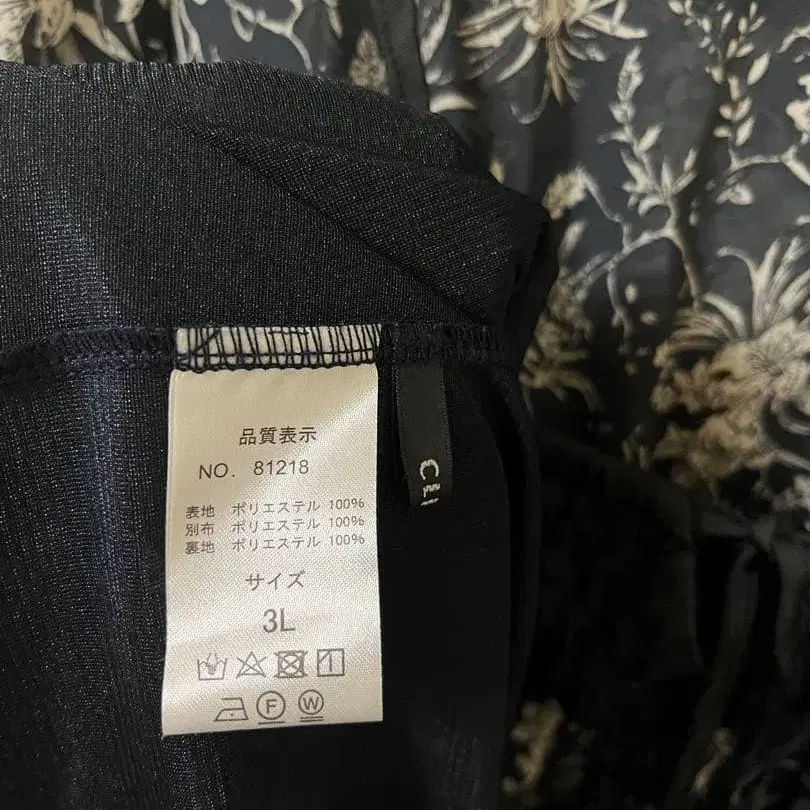 品質表示
NO. 81218
表地 ポリエステル 100%
別布 ポリエステル 100%
裏地 ポリエステル 100%
サイズ
3L
F W